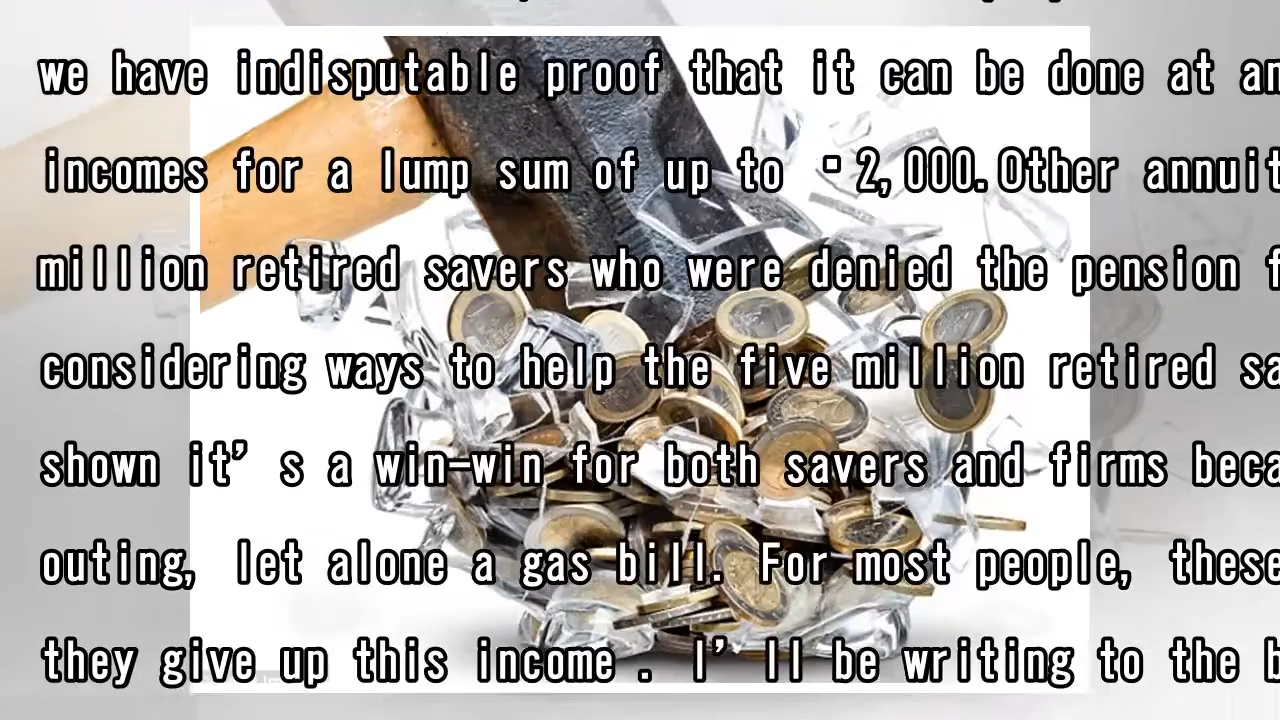 we have indisputable proof that it can be done at an
incomes for a lump sum of up to ・2,000.Other annuit
million retired savers who were denied the pension f
considering ways to help the five million retired sa
shown it’s a win-win for both savers and firms beca
outing, let alone a gas bill. For most people, these
they give up this income . I’ll be writing to the b